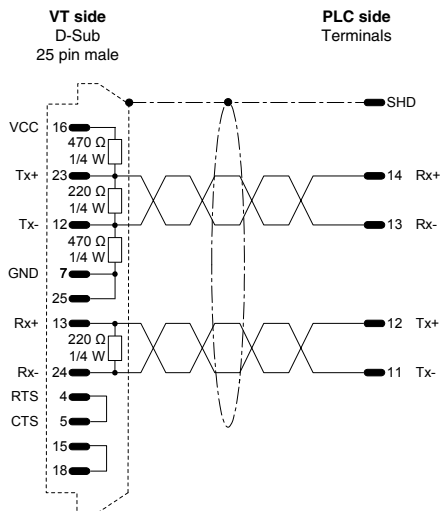 VT side
D-Sub
25 pin male
PLC side
Terminals
SHD
VCC 16
470 Ω
1/4 W
Tx+ 23
14 Rx+
220 Ω
1/4 W
Tx- 12
13 Rx-
470 Ω
1/4 W
GND 7
25
Rx+ 13
12 Tx+
220 Ω
1/4 W
Rx- 24
11 Tx-
RTS 4
CTS 5
15
18